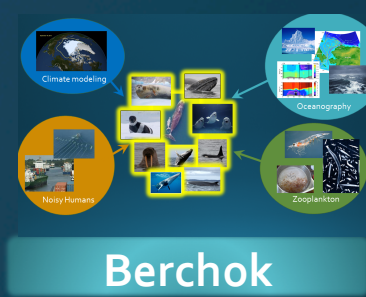 Climate modeling
Oceanography
Noisy Humans
Zooplankton
Berchok